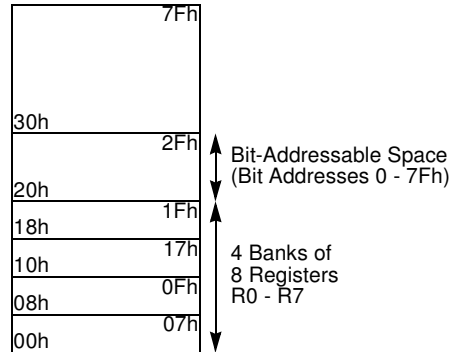 7Fh
30h
2Fh
Bit-Addressable Space
(Bit Addresses 0 - 7Fh)
20h
1Fh
18h
17h
4 Banks of
8 Registers
R0 - R7
10h
0Fh
08h
07h
00h